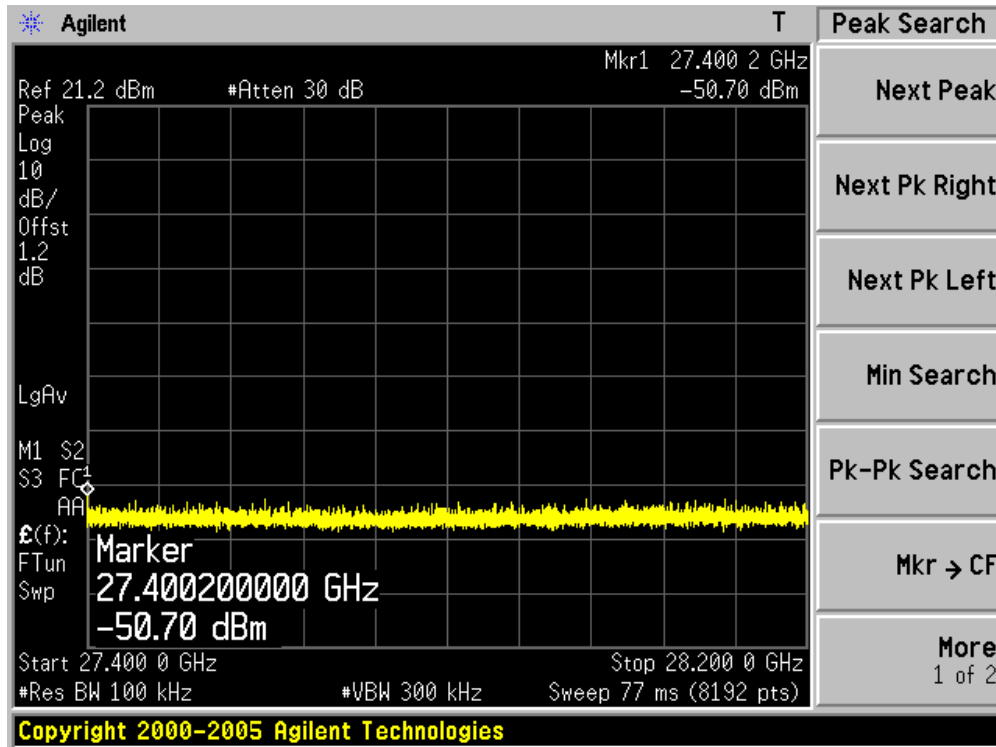 Agilent T Peak Search
Mkr1 27.400 2 GHz
Ref 21.2 dBm #Atten 30 dB -50.70 dBm
Peak
Log
10
dB/
Offst
1.2
dB
LgAv
M1 S2
S3 FC
AA
£(f):
FTun
Swp
1
Marker
27.400200000 GHz
-50.70 dBm
Start 27.400 0 GHz Stop 28.200 0 GHz
#Res BW 100 kHz #VBW 300 kHz Sweep 77 ms (8192 pts)
Next Peak
Next Pk Right
Next Pk Left
Min Search
Pk-Pk Search
Mkr → CF
More
1 of 2
Copyright 2000-2005 Agilent Technologies